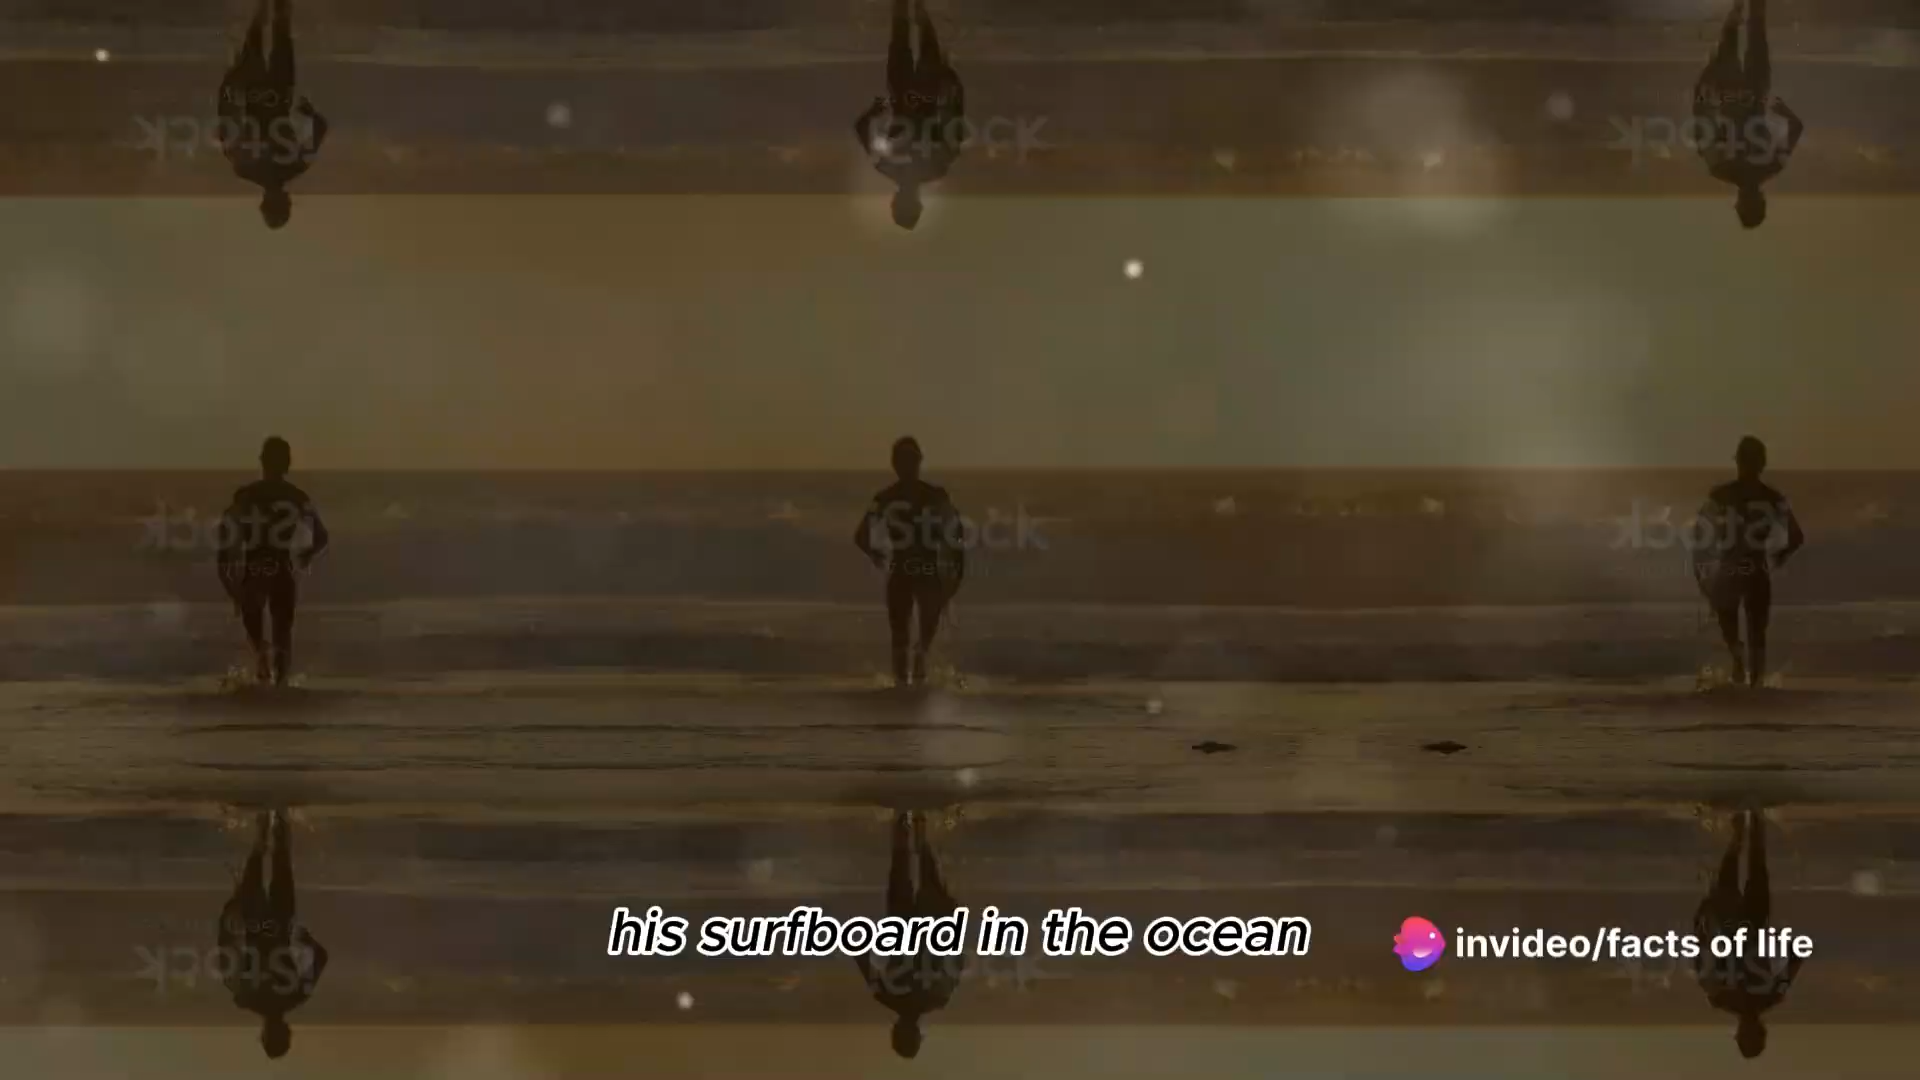 iStock
his surfboard in the ocean
invideo/facts of life